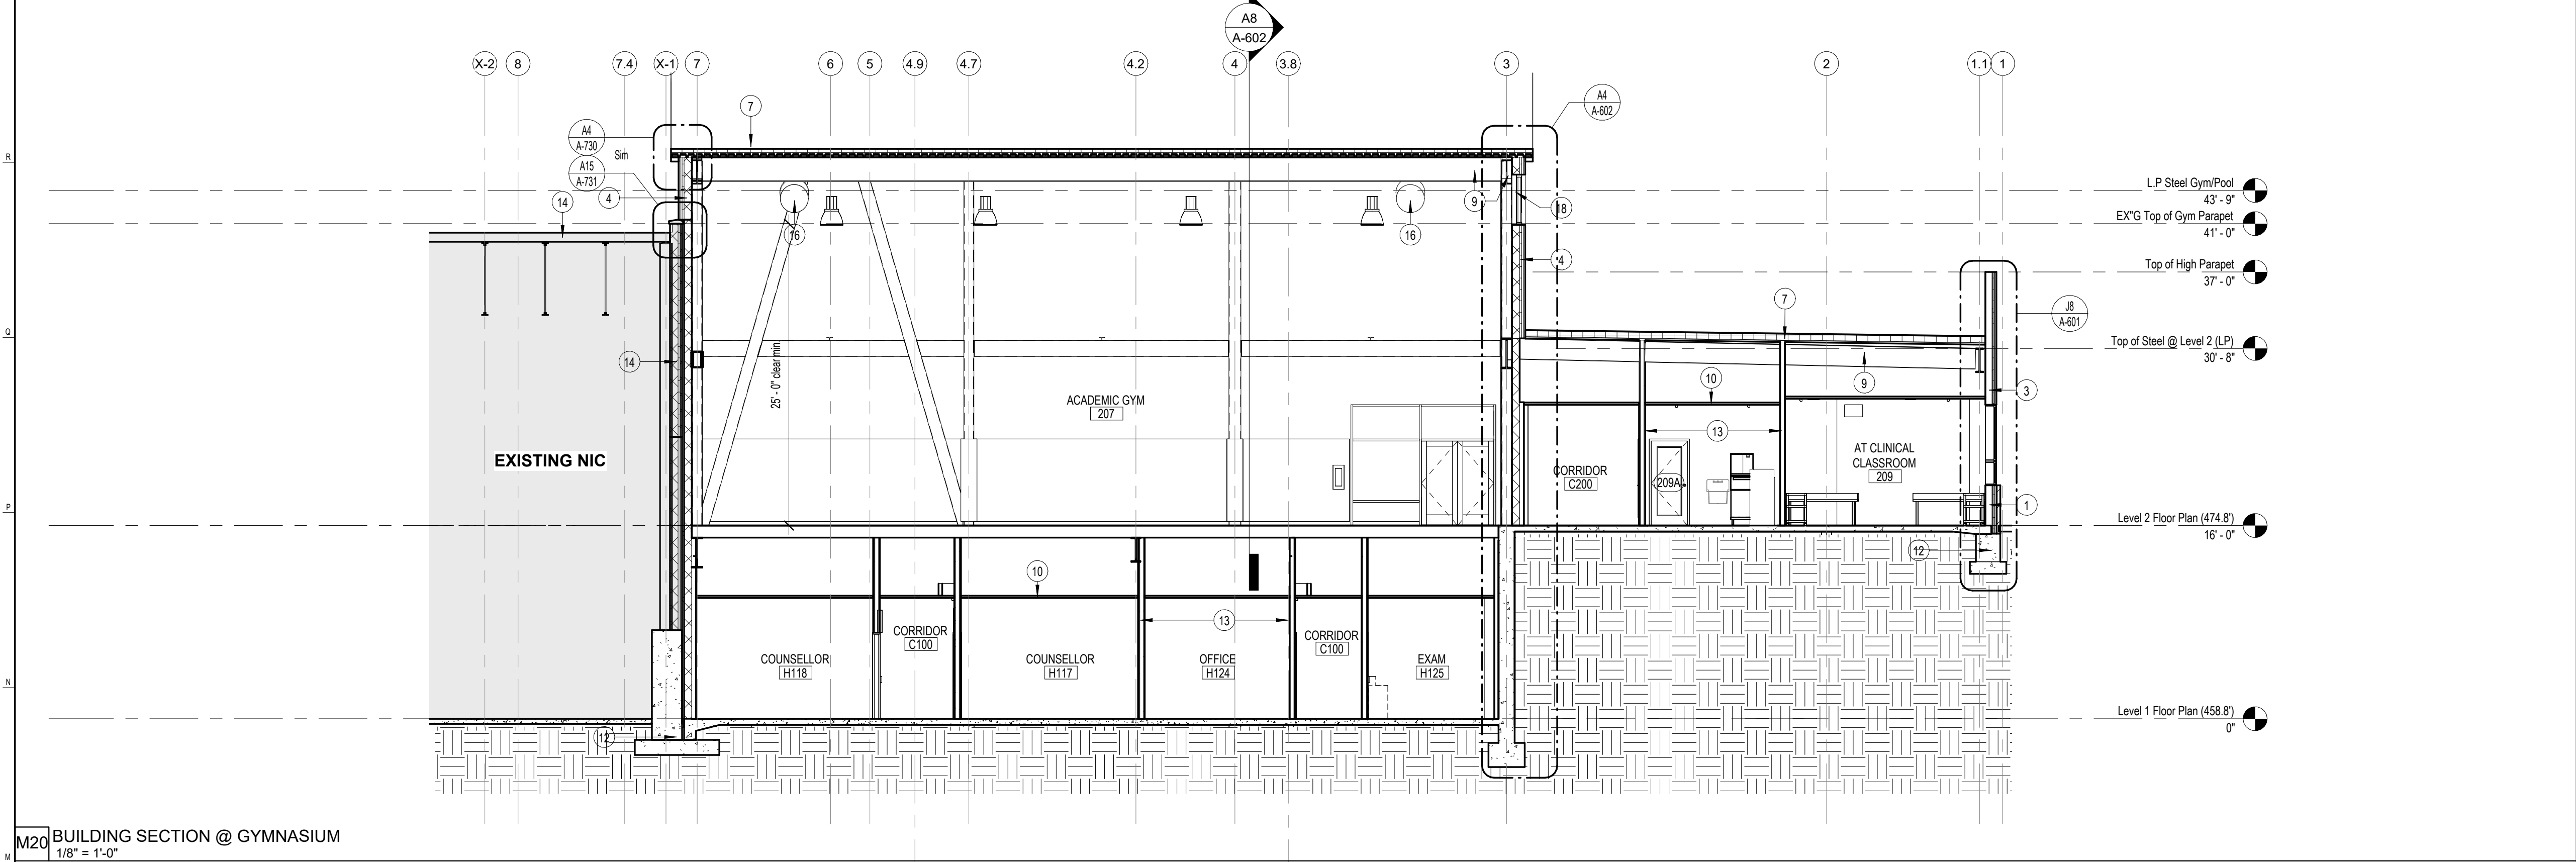 A8
A-602
X-2
8
7.4
X-1
7
6
5
4.9
4.7
4.2
4
3.8
3
2
1.1
1
7
A4
A-602
A4
A-730
Sim
A15
A-731
R
L.P Steel Gym/Pool
43' - 9"
14
4
9
18
16
16
EX"G Top of Gym Parapet
41' - 0"
4
Top of High Parapet
37' - 0"
7
J8
A-601
Q
Top of Steel @ Level 2 (LP)
30' - 8"
14
25' - 0" clear min.
10
9
3
ACADEMIC GYM
207
13
EXISTING NIC
CORRIDOR
C200
209A
AT CLINICAL
CLASSROOM
209
P
1
Level 2 Floor Plan (474.8')
16' - 0"
12
10
13
CORRIDOR
C100
CORRIDOR
C100
COUNSELLOR
H118
COUNSELLOR
H117
OFFICE
H124
EXAM
H125
N
Level 1 Floor Plan (458.8')
0"
12
M20
BUILDING SECTION @ GYMNASIUM
1/8" = 1'-0"
M